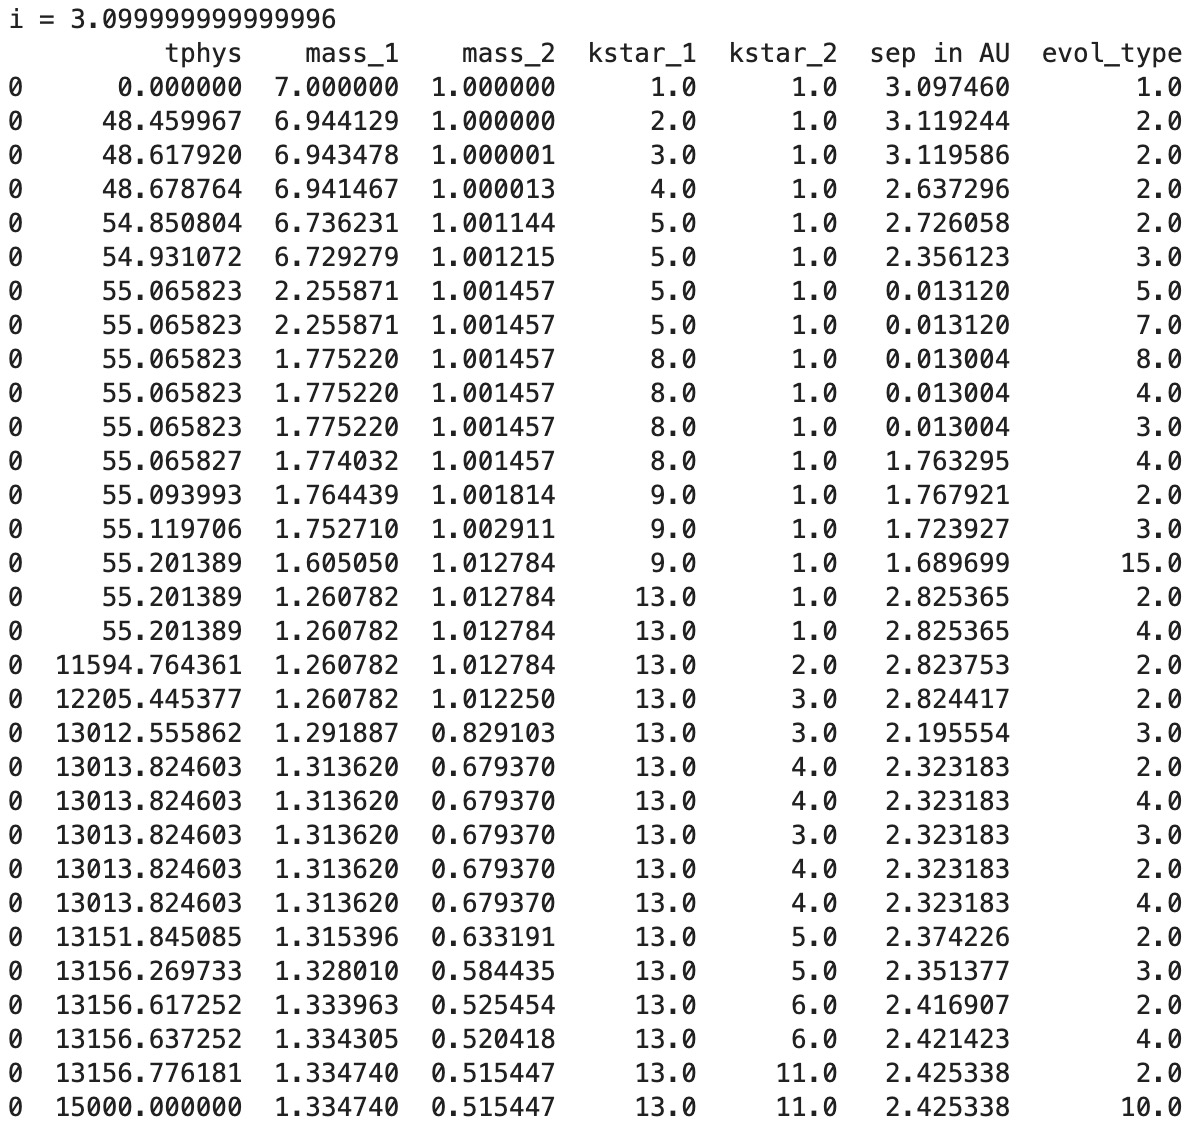 i = 3.099999999999996
tphys mass_1 mass_2 kstar_1 kstar_2 sep in AU evol_type
0 0.000000 7.000000 1.000000 1.0 1.0 3.097460 1.0
0 48.459967 6.944129 1.000000 2.0 1.0 3.119244 2.0
0 48.617920 6.943478 1.000001 3.0 1.0 3.119586 2.0
0 48.678764 6.941467 1.000013 4.0 1.0 2.637296 2.0
0 54.850804 6.736231 1.001144 5.0 1.0 2.726058 2.0
0 54.931072 6.729279 1.001215 5.0 1.0 2.356123 3.0
0 55.065823 2.255871 1.001457 5.0 1.0 0.013120 5.0
0 55.065823 2.255871 1.001457 5.0 1.0 0.013120 7.0
0 55.065823 1.775220 1.001457 8.0 1.0 0.013004 8.0
0 55.065823 1.775220 1.001457 8.0 1.0 0.013004 4.0
0 55.065823 1.775220 1.001457 8.0 1.0 0.013004 3.0
0 55.065827 1.774032 1.001457 8.0 1.0 1.763295 4.0
0 55.093993 1.764439 1.001814 9.0 1.0 1.767921 2.0
0 55.119706 1.752710 1.002911 9.0 1.0 1.723927 3.0
0 55.201389 1.605050 1.012784 9.0 1.0 1.689699 15.0
0 55.201389 1.260782 1.012784 13.0 1.0 2.825365 2.0
0 55.201389 1.260782 1.012784 13.0 1.0 2.825365 4.0
0 11594.764361 1.260782 1.012784 13.0 2.0 2.823753 2.0
0 12205.445377 1.260782 1.012250 13.0 3.0 2.824417 2.0
0 13012.555862 1.291887 0.829103 13.0 3.0 2.195554 3.0
0 13013.824603 1.313620 0.679370 13.0 4.0 2.323183 2.0
0 13013.824603 1.313620 0.679370 13.0 4.0 2.323183 4.0
0 13013.824603 1.313620 0.679370 13.0 3.0 2.323183 3.0
0 13013.824603 1.313620 0.679370 13.0 4.0 2.323183 2.0
0 13013.824603 1.313620 0.679370 13.0 4.0 2.323183 4.0
0 13151.845085 1.315396 0.633191 13.0 5.0 2.374226 2.0
0 13156.269733 1.328010 0.584435 13.0 5.0 2.351377 3.0
0 13156.617252 1.333963 0.525454 13.0 6.0 2.416907 2.0
0 13156.637252 1.334305 0.520418 13.0 6.0 2.421423 4.0
0 13156.776181 1.334740 0.515447 13.0 11.0 2.425338 2.0
0 15000.000000 1.334740 0.515447 13.0 11.0 2.425338 10.0